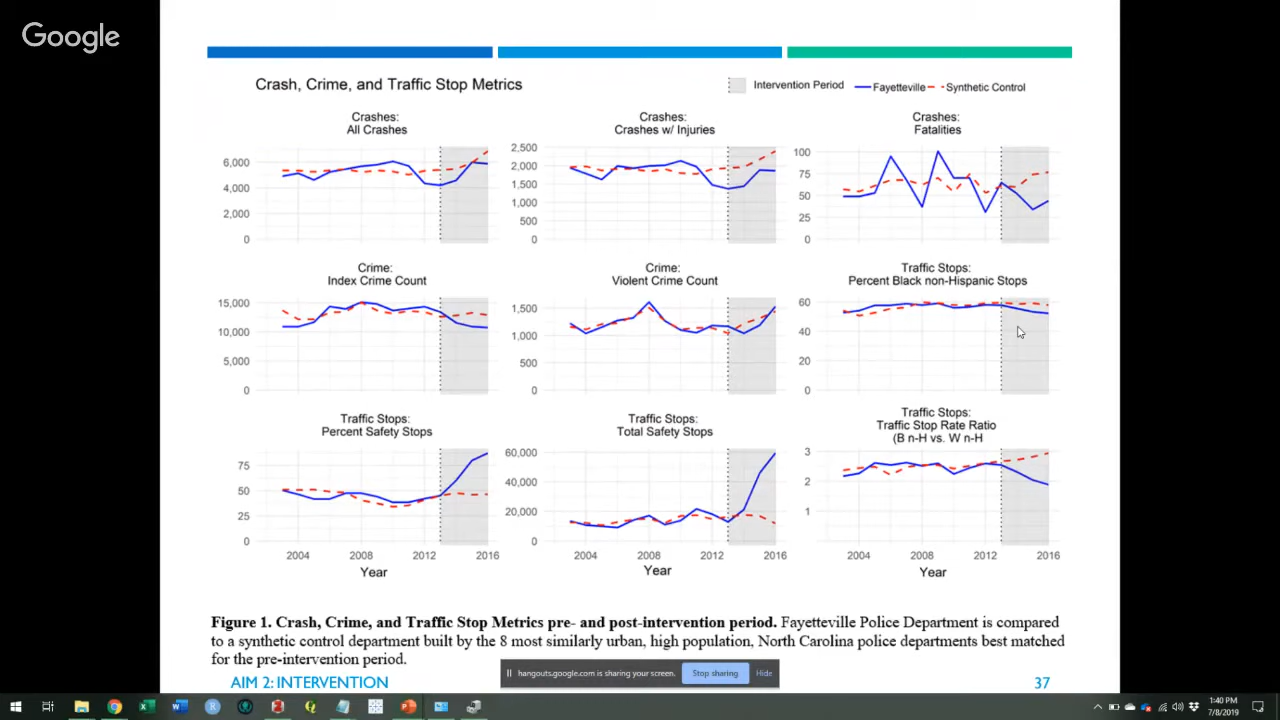 Google
Crash, Crime, and Traffic Stop Metrics
Intervention Period Fayetteville Synthetic Control
Crashes:
All Crashes
6,000
4,000
2,000
0
Crashes:
Crashes w/ Injuries
2,500
2,000
1,500
1,000
500
0
Crashes:
Fatalities
100
75
50
25
0
Crime:
Index Crime Count
15,000
10,000
5,000
0
Crime:
Violent Crime Count
1,500
1,000
500
0
Traffic Stops:
Percent Black non-Hispanic Stops
60
40
20
0
Traffic Stops:
Percent Safety Stops
75
50
25
0
2004 2008 2012 2016
Year
Traffic Stops:
Total Safety Stops
60,000
40,000
20,000
0
2004 2008 2012 2016
Year
Traffic Stops:
Traffic Stop Rate Ratio
(B n-H vs. W n-H
3
2
1
2004 2008 2012 2016
Year
Figure 1. Crash, Crime, and Traffic Stop Metrics pre- and post-intervention period. Fayetteville Police Department is compared
to a synthetic control department built by the 8 most similarly urban, high population, North Carolina police departments best matched
for the pre-intervention period.
hangouts.google.com is sharing your screen. Stop sharing Hide
AIM 2: INTERVENTION 37
1:40 PM
7/8/2019